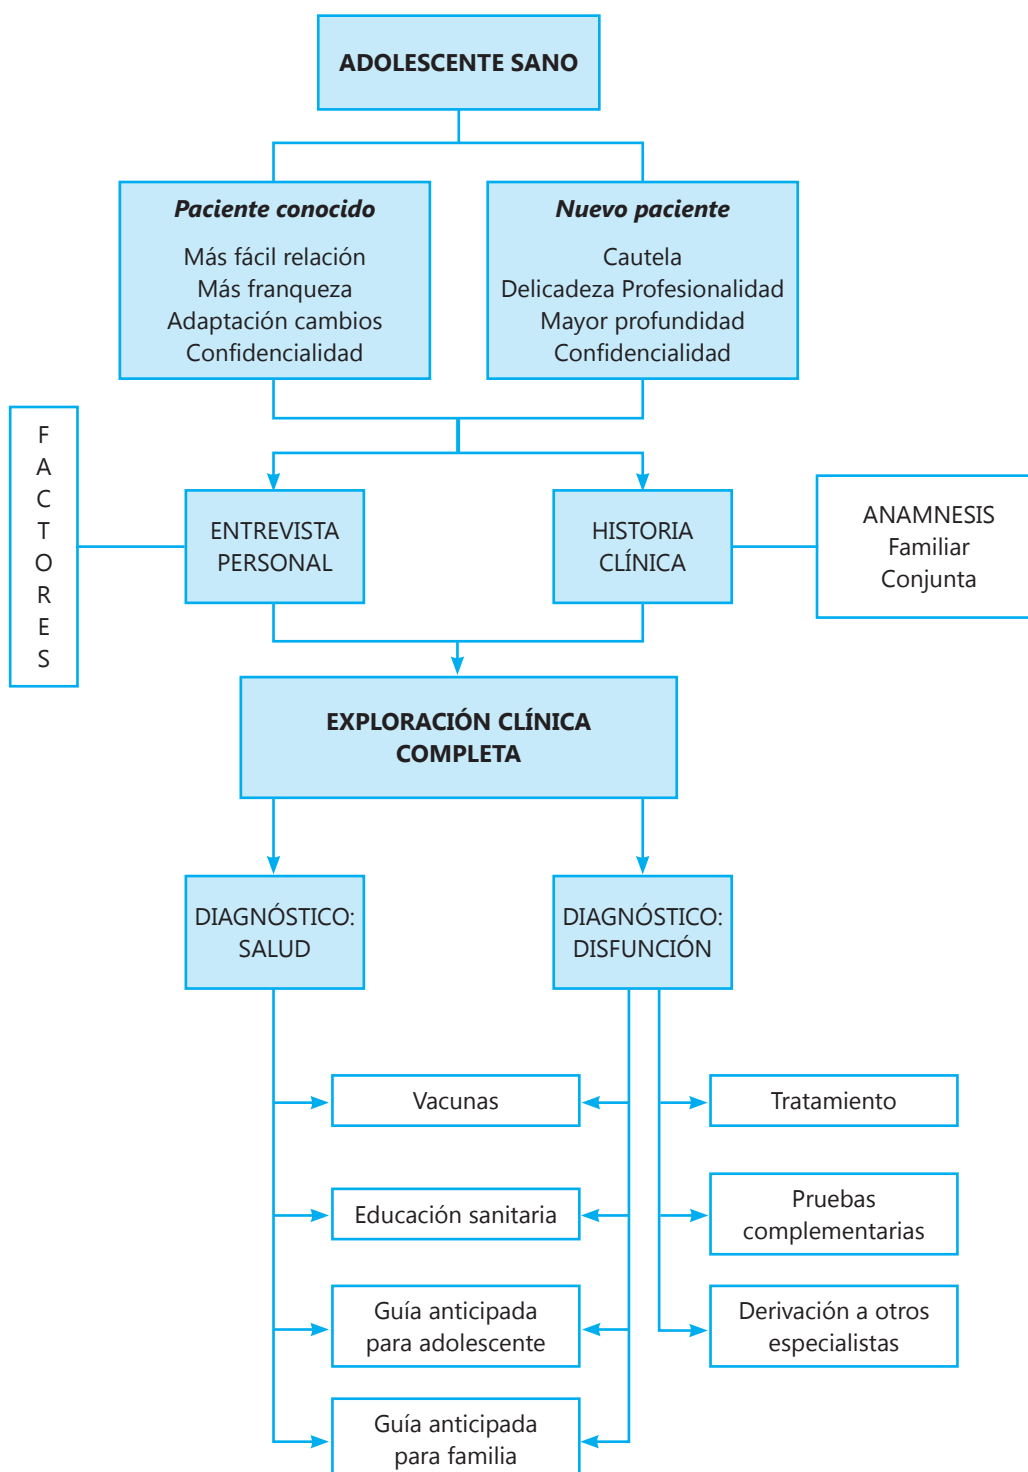 ADOLESCENTE SANO
Paciente conocido
Más fácil relación
Más franqueza
Adaptación cambios
Confidencialidad
Nuevo paciente
Cautela
Delicadeza Profesionalidad
Mayor profundidad
Confidencialidad
F
A
C
T
O
R
E
S
ENTREVISTA
PERSONAL
HISTORIA
CLÍNICA
ANAMNESIS
Familiar
Conjunta
EXPLORACIÓN CLÍNICA
COMPLETA
DIAGNÓSTICO:
SALUD
DIAGNÓSTICO:
DISFUNCIÓN
Vacunas
Tratamiento
Educación sanitaria
Pruebas
complementarias
Guía anticipada
para adolescente
Derivación a otros
especialistas
Guía anticipada
para familia